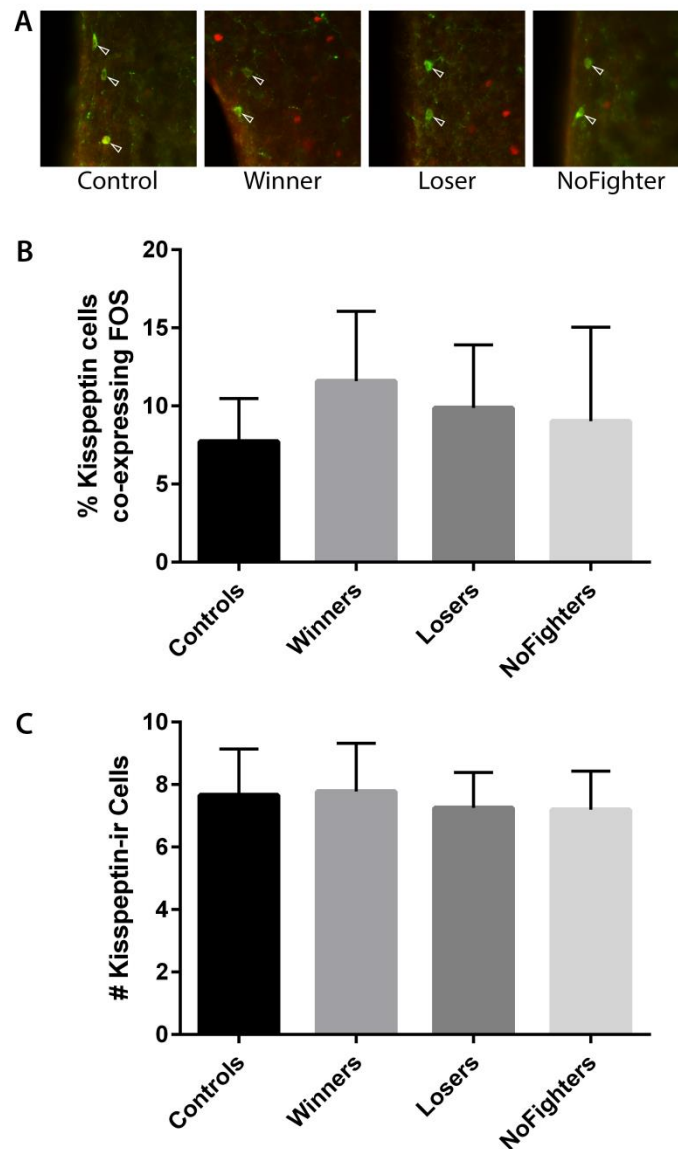 A
Control Winner Loser NoFighter
B
% Kisspeptin cells
co-expressing FOS
20
15
10
5
0
Controls Winners Losers NoFighters
C
# Kisspeptin-ir Cells
10
8
6
4
2
0
Controls Winners Losers NoFighters